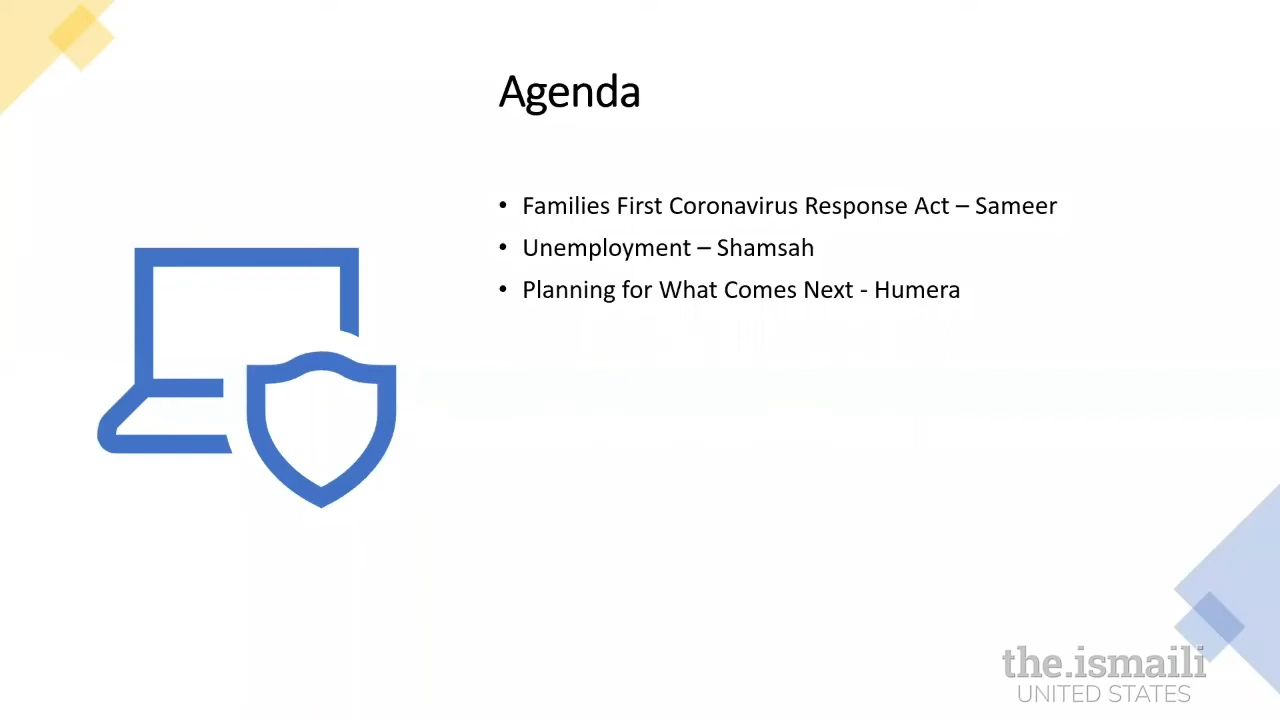 Agenda
• Families First Coronavirus Response Act – Sameer
• Unemployment – Shamsah
• Planning for What Comes Next - Humera
the.ismaili
UNITED STATES